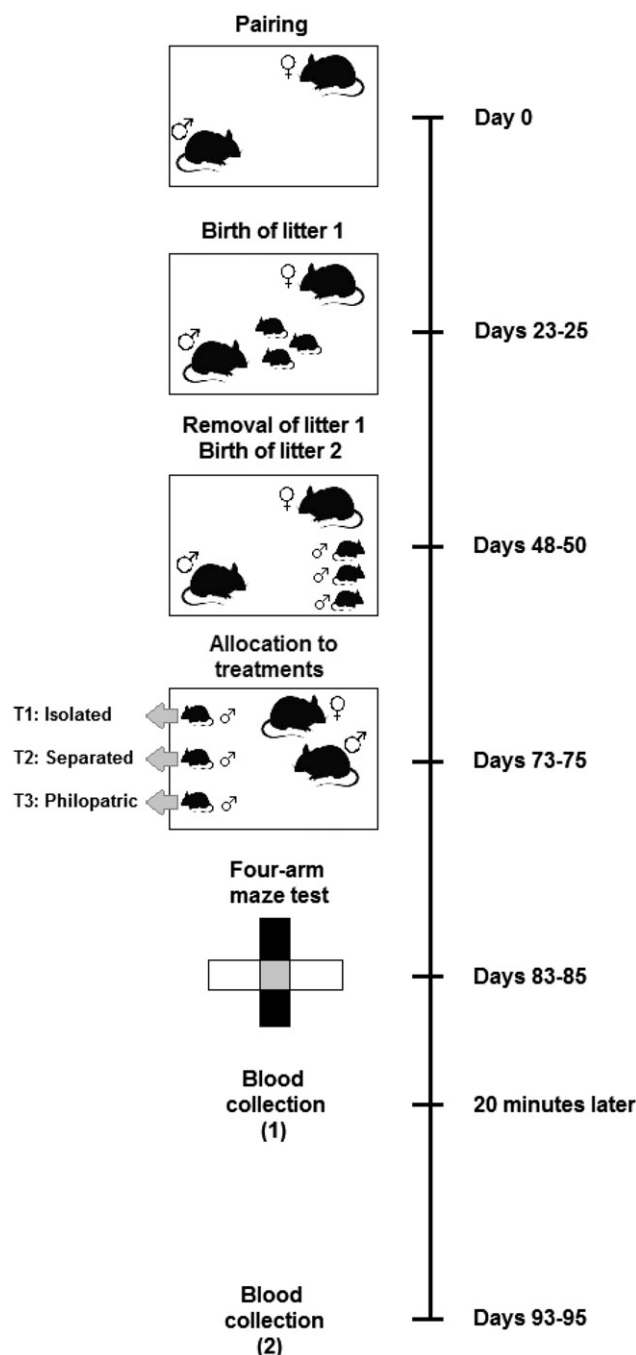 Pairing
♀
♂
Day 0
Birth of litter 1
♀
♂
Days 23-25
Removal of litter 1
Birth of litter 2
♀
♂
♂
♂
♂
Days 48-50
Allocation to
treatments
T1: Isolated
♂
♀
T2: Separated
♂
♂
Days 73-75
T3: Philopatric
♂
Four-arm
maze test
Days 83-85
Blood
collection
(1)
20 minutes later
Blood
collection
(2)
Days 93-95